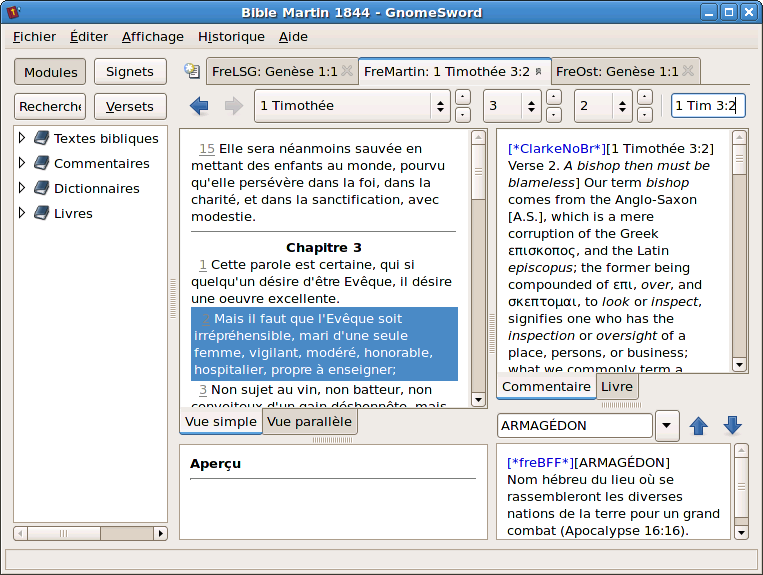 Bible Martin 1844 - GnomeSword
Fichier Éditer Affichage Historique Aide
Modules Signets
Recherche Versets
Textes bibliques
Commentaires
Dictionnaires
Livres
FreLSG: Genèse 1:1 FreMartin: 1 Timothée 3:2 FreOst: Genèse 1:1
1 Timothée 3 2 1 Tim 3:2
15 Elle sera néanmoins sauvée en
mettant des enfants au monde, pourvu
qu'elle persévère dans la foi, dans la
charité, et dans la sanctification, avec
modestie.
Chapitre 3
1 Cette parole est certaine, qui si
quelqu'un désire d'être Evêque, il désire
une oeuvre excellente.
2 Mais il faut que l'Evêque soit
irrépréhensible, mari d'une seule
femme, vigilant, modéré, honorable,
hospitalier, propre à enseigner;
3 Non sujet au vin, non batteur, non
convoiteux d'un gain déshonnête, mais
Vue simple Vue parallèle
Aperçu
[*ClarkeNoBr*][1 Timothée 3:2]
Verse 2. A bishop then must be
blameless] Our term bishop
comes from the Anglo-Saxon
[A.S.], which is a mere
corruption of the Greek
επισκοπος, and the Latin
episcopus; the former being
compounded of επι, over, and
σκεπτομαι, to look or inspect,
signifies one who has the
inspection or oversight of a
place, persons, or business;
what we commonly term a
Commentaire Livre
ARMAGÉDON
[*freBFF*][ARMAGÉDON]
Nom hébreu du lieu où se
rassembleront les diverses
nations de la terre pour un grand
combat (Apocalypse 16:16).